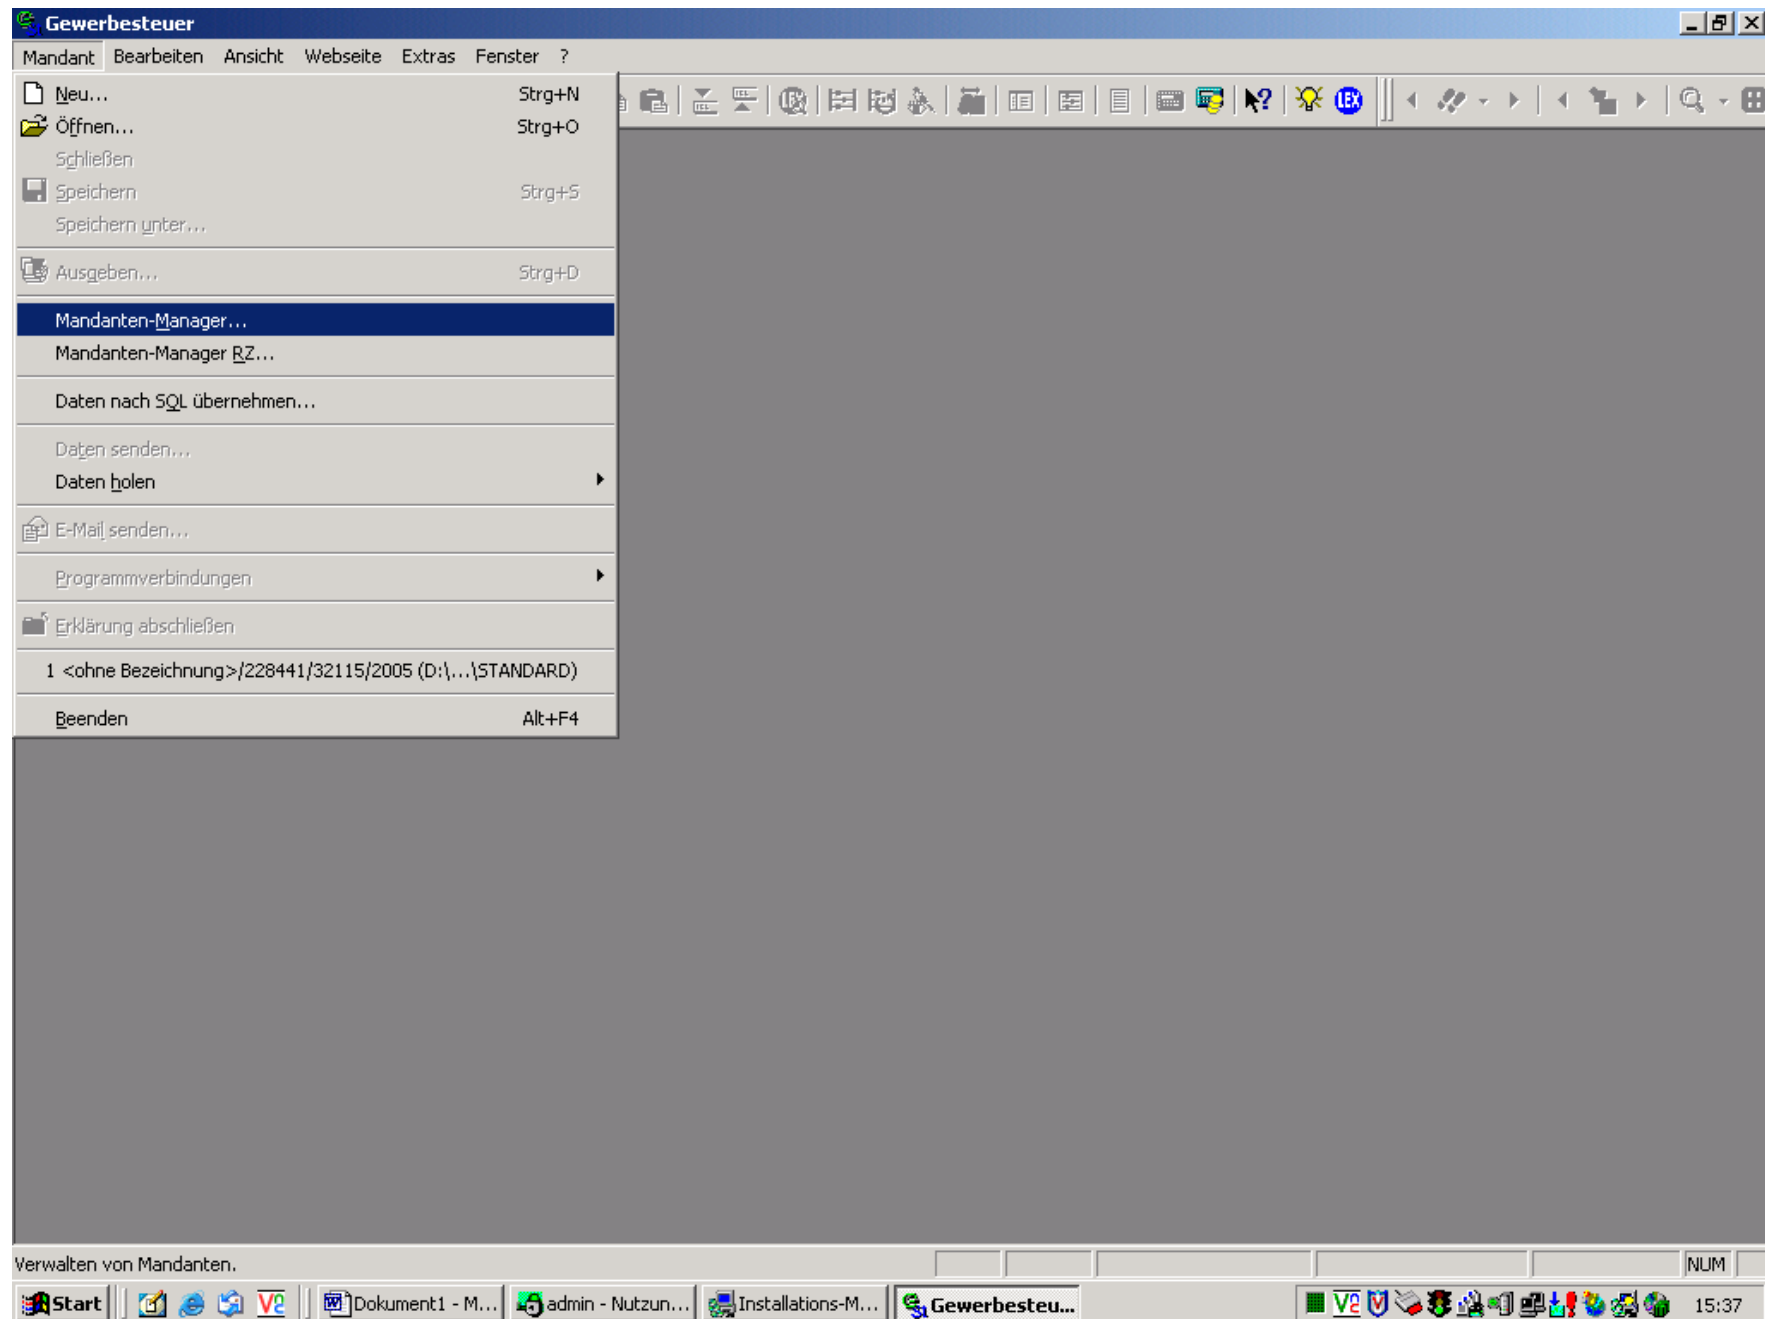 Gewerbesteuer
Mandant Bearbeiten Ansicht Webseite Extras Fenster ?
Neu... Strg+N
Öffnen... Strg+O
Schließen
Speichern Strg+S
Speichern unter...
Ausgeben... Strg+D
Mandanten-Manager...
Mandanten-Manager RZ...
Daten nach SQL übernehmen...
Daten senden...
Daten holen
E-Mail senden...
Programmverbindungen
Erklärung abschließen
1 <ohne Bezeichnung>/228441/32115/2005 (D:\...\STANDARD)
Beenden Alt+F4
LEX
Verwalten von Mandanten.
NUM
Start
Dokument1 - M...
admin - Nutzun...
Installations-M...
Gewerbesteu...
15:37